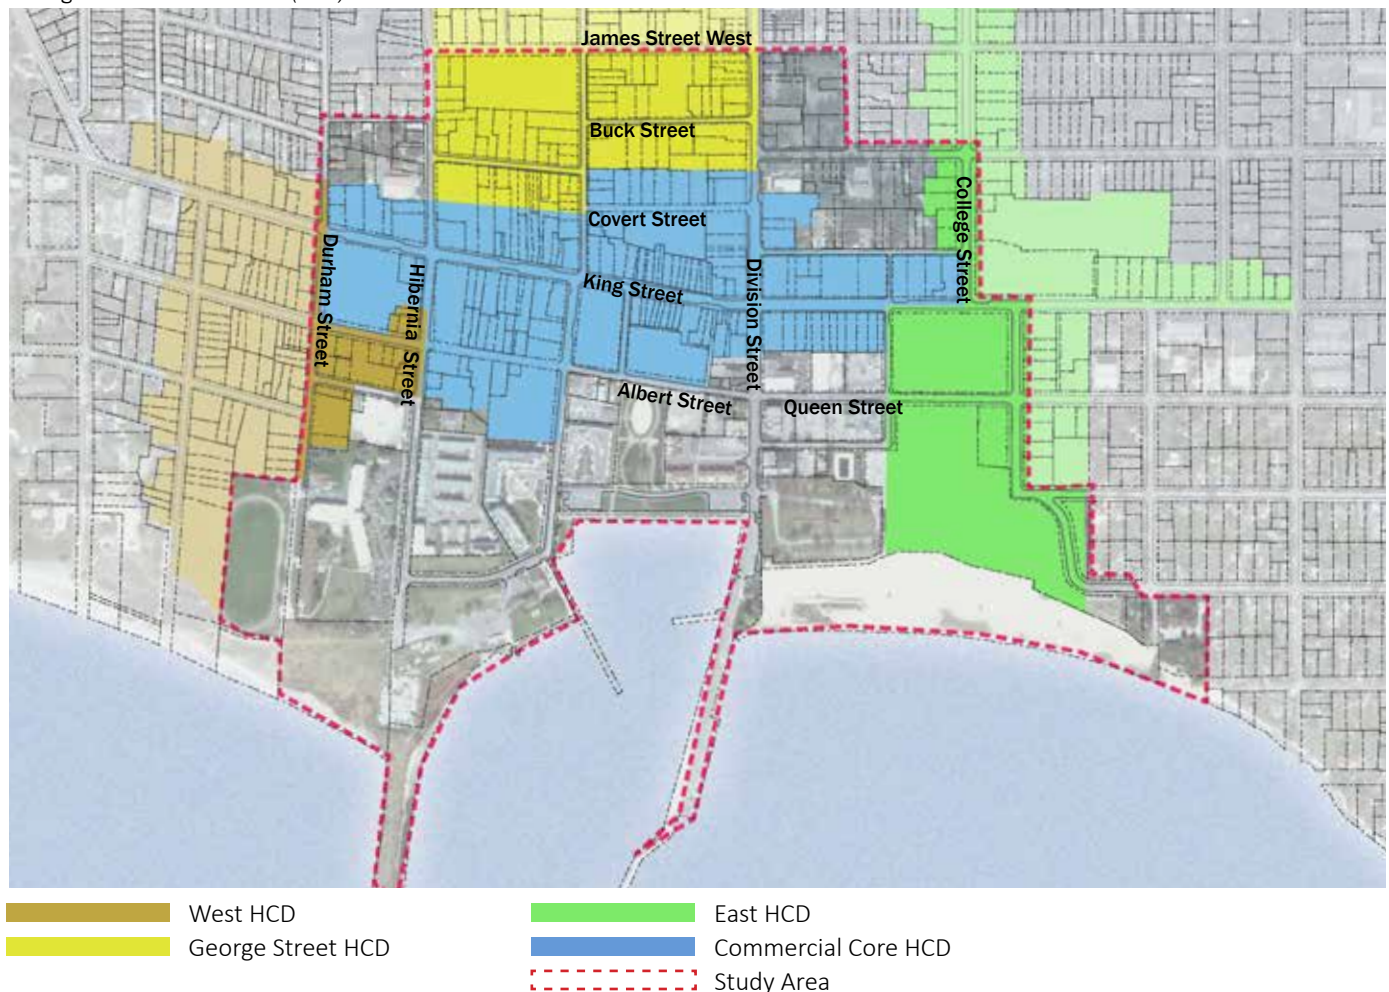 James Street West
Buck Street
College Street
Covert Street
Durham Street
Hibernia Street
King Street
Division Street
Albert Street
Queen Street
West HCD
East HCD
George Street HCD
Commercial Core HCD
Study Area